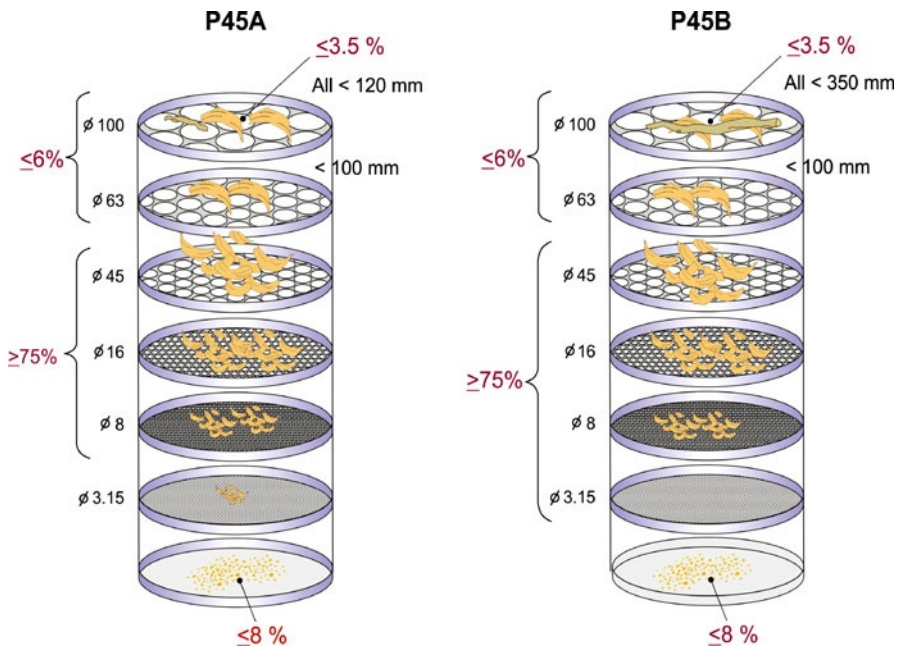 P45A
≤3.5 %
All < 120 mm
ø 100
≤6%
< 100 mm
ø 63
ø 45
ø 16
≥75%
ø 8
ø 3.15
≤8 %
P45B
≤3.5 %
All < 350 mm
ø 100
≤6%
< 100 mm
ø 63
ø 45
ø 16
≥75%
ø 8
ø 3.15
≤8 %